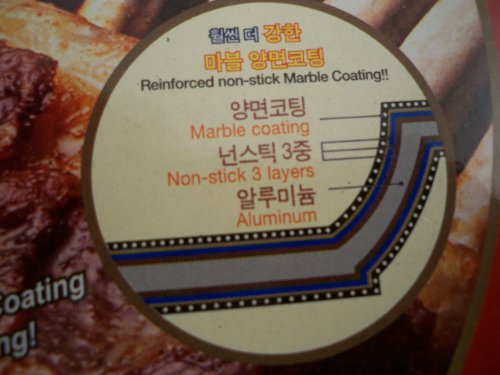 훨씬 더 강한
마블 양면코팅
Reinforced non-stick Marble Coating!!
양면코팅
Marble coating
넌스틱 3중
Non-stick 3 layers
알루미늄
Aluminum
oating
ng!